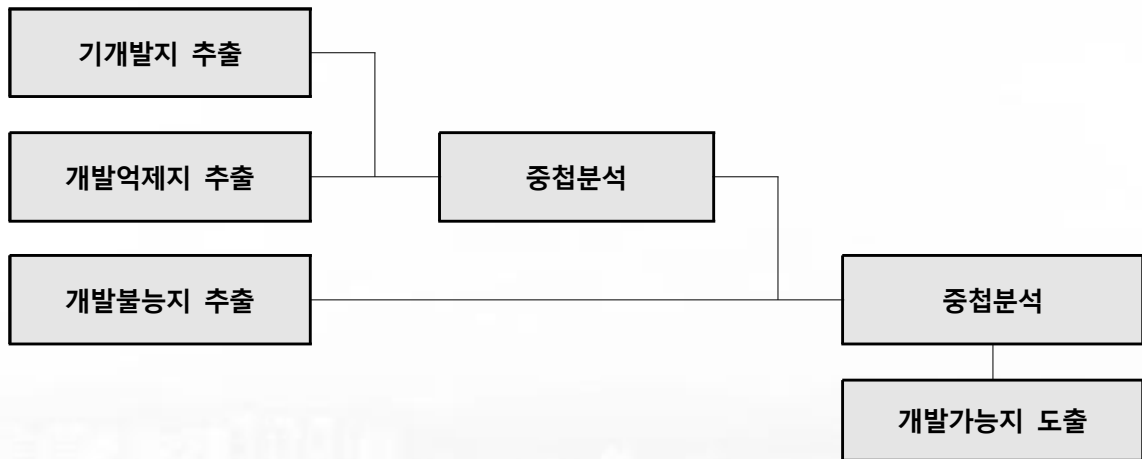 기개발지 추출
개발억제지 추출
중첩분석
개발불능지 추출
중첩분석
개발가능지 도출